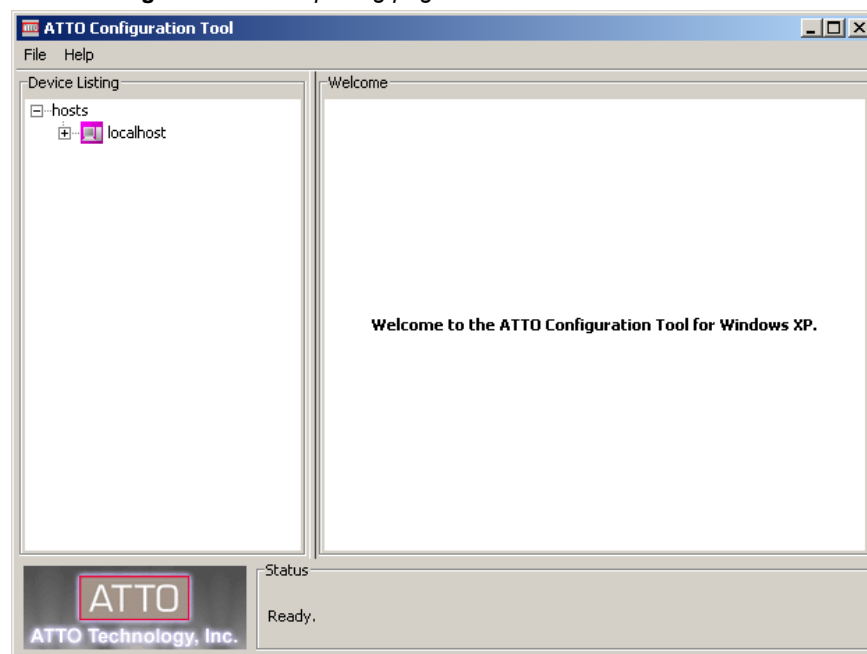 ATTO Configuration Tool
File Help
Device Listing
hosts
localhost
Welcome
Welcome to the ATTO Configuration Tool for Windows XP.
ATTO
ATTO Technology, Inc.
Status
Ready.